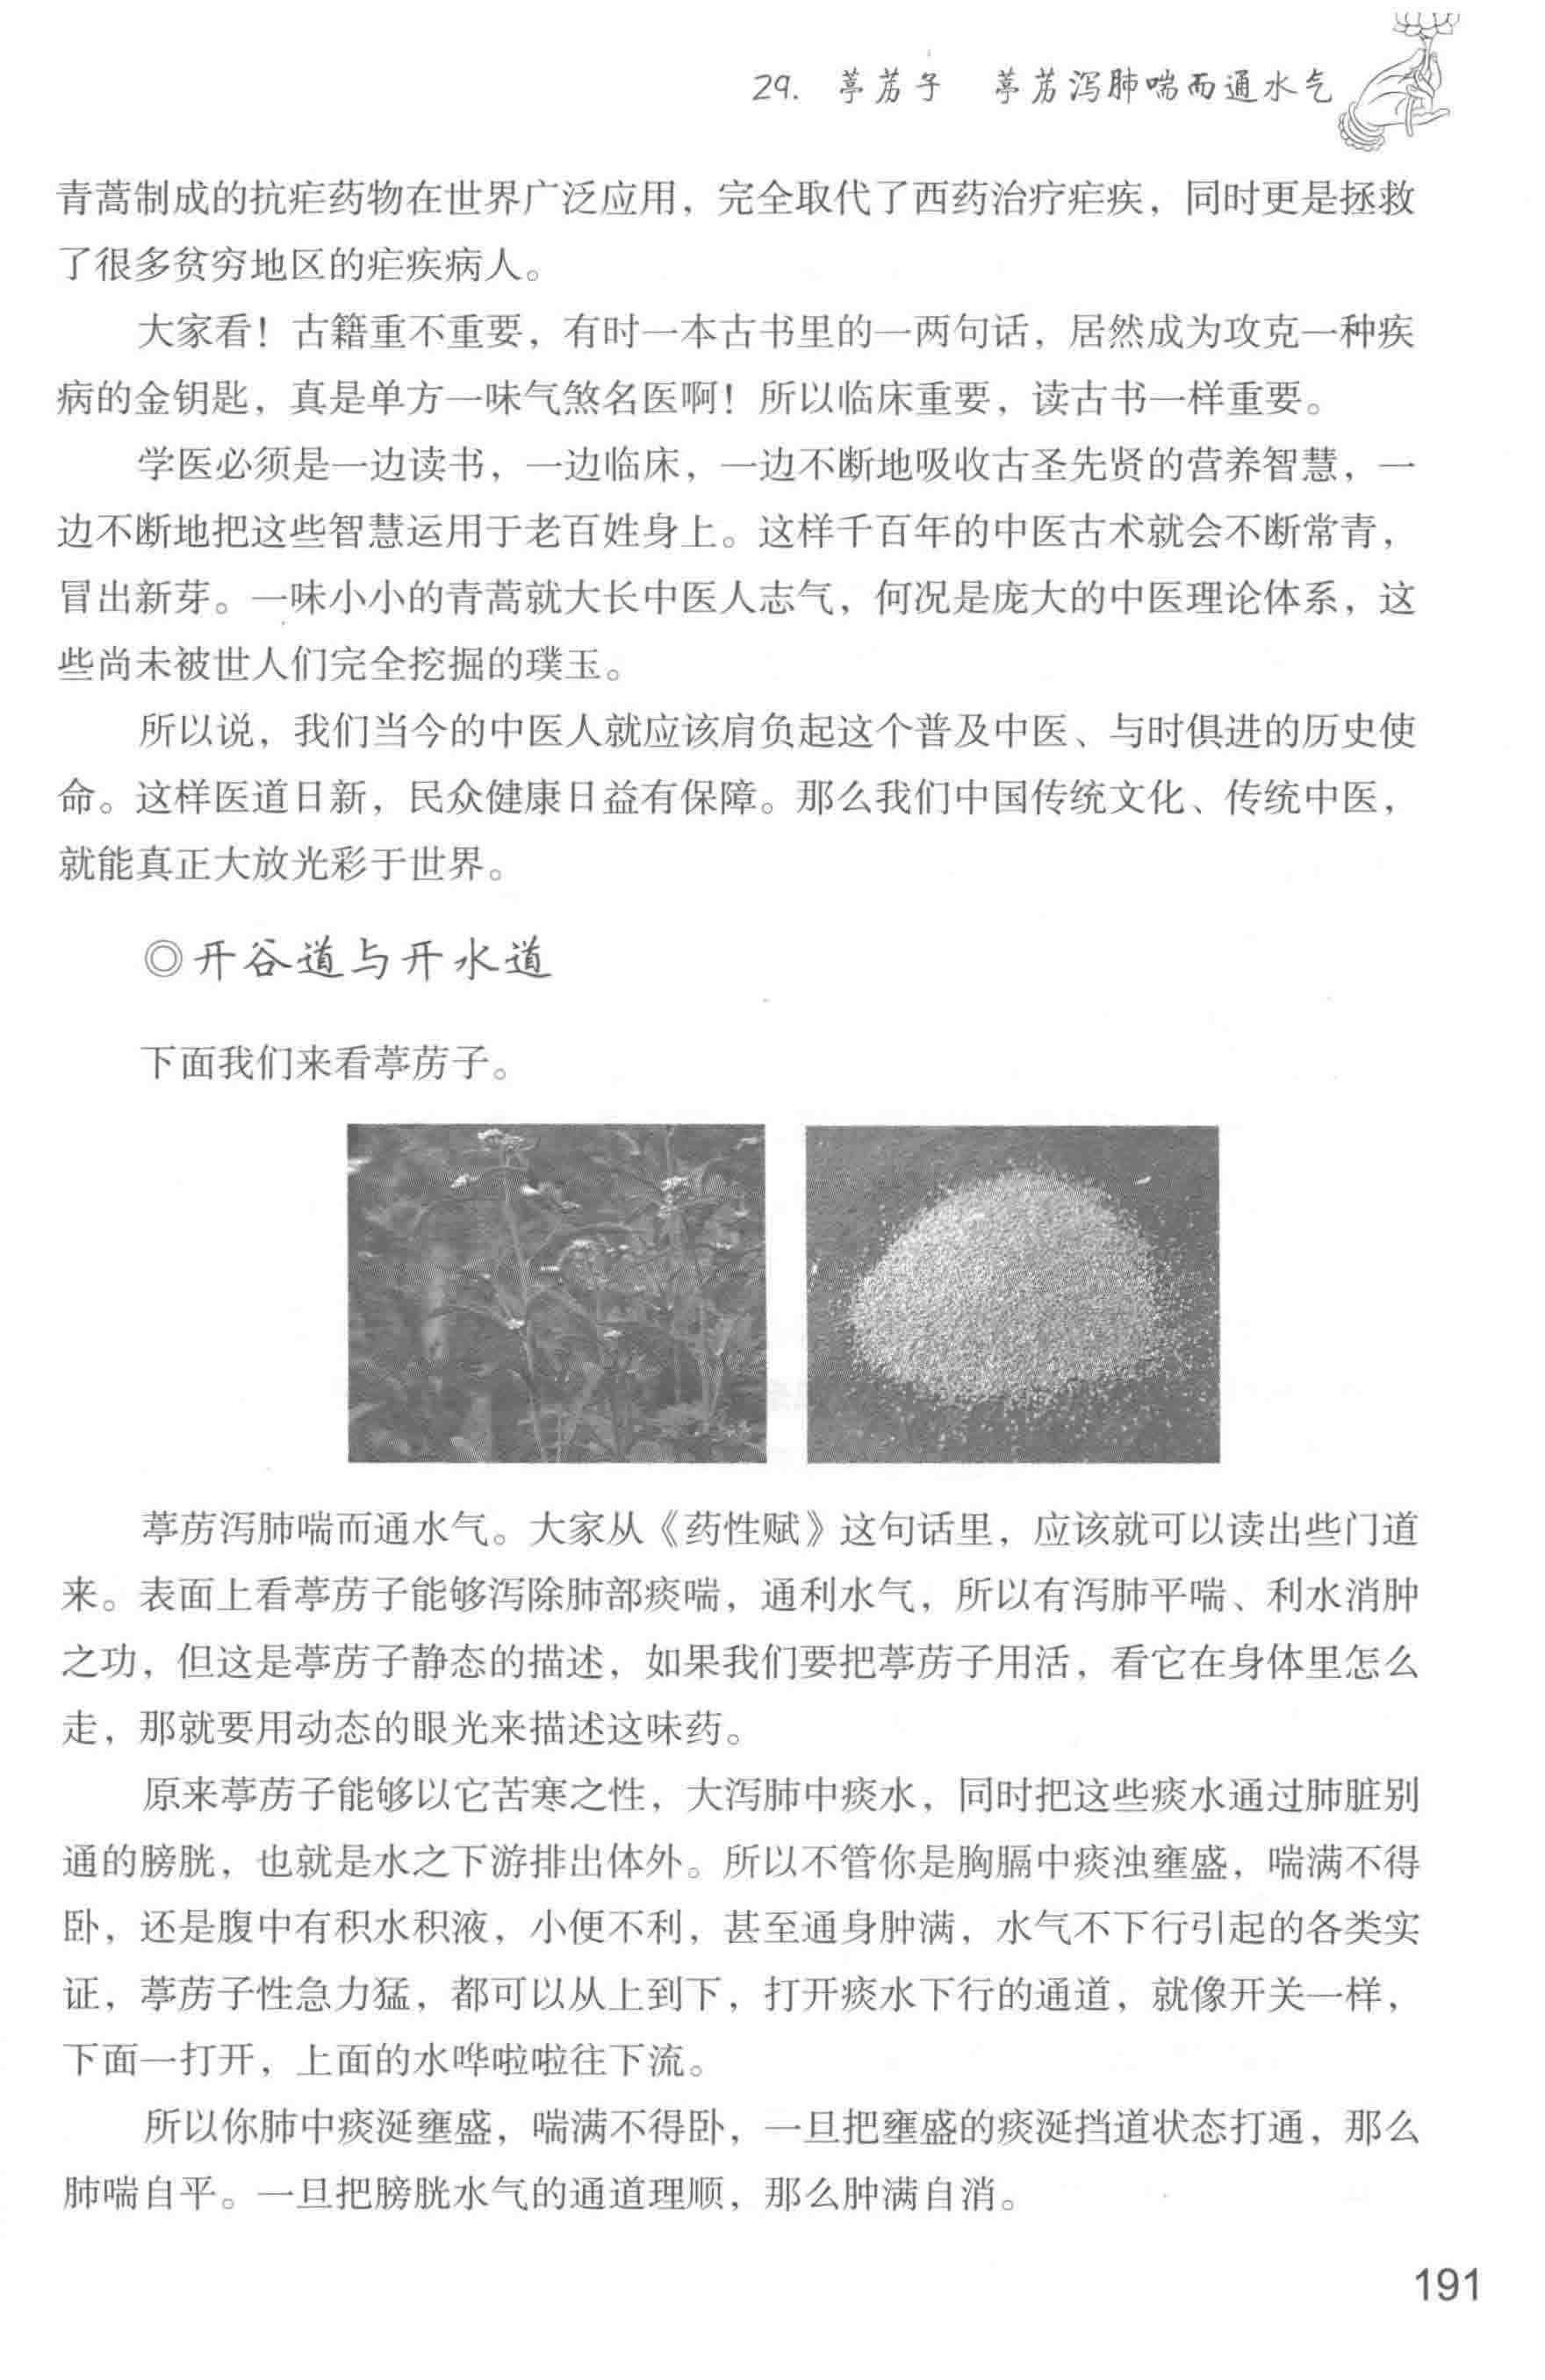 29. 葶苈子 葶苈泻肺喘而通水气
青蒿制成的抗疟药物在世界广泛应用，完全取代了西药治疗疟疾，同时更是拯救
了很多贫穷地区的疟疾病人。
大家看！古籍重不重要，有时一本古书里的一两句话，居然成为攻克一种疾
病的金钥匙，真是单方一味气煞名医啊！所以临床重要，读古书一样重要。
学医必须是一边读书，一边临床，一边不断地吸收古圣先贤的营养智慧，一
边不断地把这些智慧运用于老百姓身上。这样千百年的中医古术就会不断常青，
冒出新芽。一味小小的青蒿就大长中医人志气，何况是庞大的中医理论体系，这
些尚未被世人们完全挖掘的璞玉。
所以说，我们当今的中医人就应该肩负起这个普及中医、与时俱进的历史使
命。这样医道日新，民众健康日益有保障。那么我们中国传统文化、传统中医，
就能真正大放光彩于世界。
◎开谷道与开水道
下面我们来看葶苈子。
葶苈泻肺喘而通水气。大家从《药性赋》这句话里，应该就可以读出些门道
来。表面上看葶苈子能够泻除肺部痰喘，通利水气，所以有泻肺平喘、利水消肿
之功，但这是葶苈子静态的描述，如果我们要把葶苈子用活，看它在身体里怎么
走，那就要用动态的眼光来描述这味药。
原来葶苈子能够以它苦寒之性，大泻肺中痰水，同时把这些痰水通过肺脏别
通的膀胱，也就是水之下游排出体外。所以不管你是胸膈中痰浊壅盛，喘满不得
卧，还是腹中有积水积液，小便不利，甚至通身肿满，水气不下行引起的各类实
证，葶苈子性急力猛，都可以从上到下，打开痰水下行的通道，就像开关一样，
下面一打开，上面的水哗啦啦往下流。
所以你肺中痰涎壅盛，喘满不得卧，一旦把壅盛的痰涎挡道状态打通，那么
肺喘自平。一旦把膀胱水气的通道理顺，那么肿满自消。
191